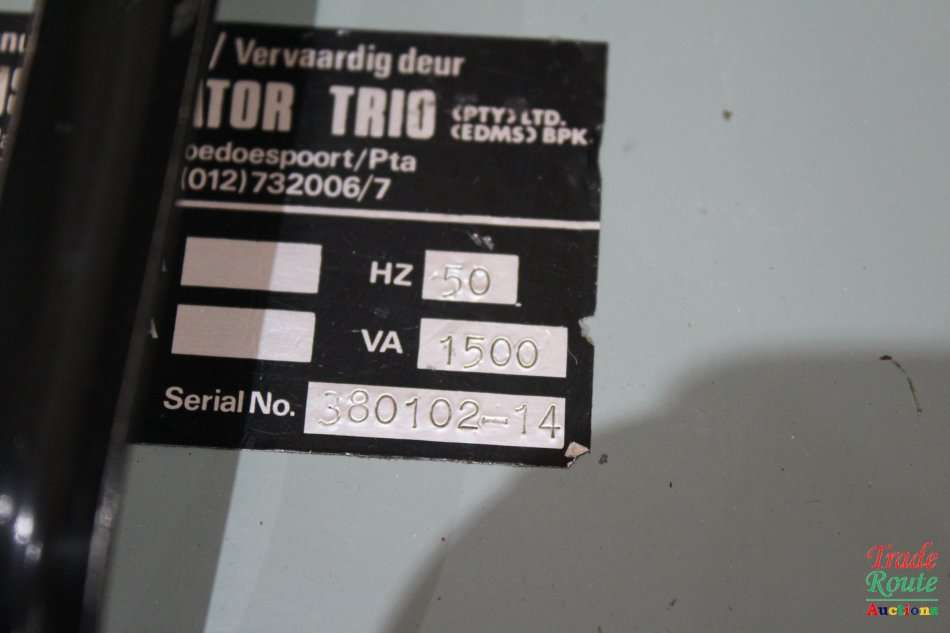 / Vervaardig deur
ATOR TRIO (PTY) LTD.
(EDMS) BPK
oedoespoort/Pta
(012)732006/7
HZ 50
VA 1500
Serial No. 380102-14
Trade
Route
Auctions